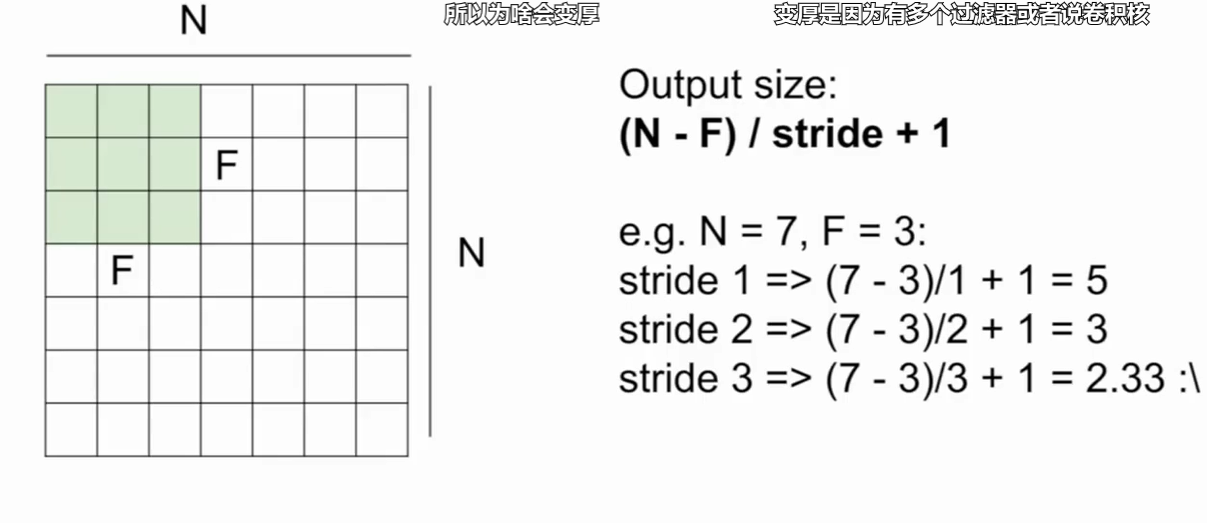 所以为啥会变厚
变厚是因为有多个过滤器或者说卷积核
N
F
F
N
Output size:
(N - F) / stride + 1
e.g. N = 7, F = 3:
stride 1 => (7 - 3)/1 + 1 = 5
stride 2 => (7 - 3)/2 + 1 = 3
stride 3 => (7 - 3)/3 + 1 = 2.33 :\